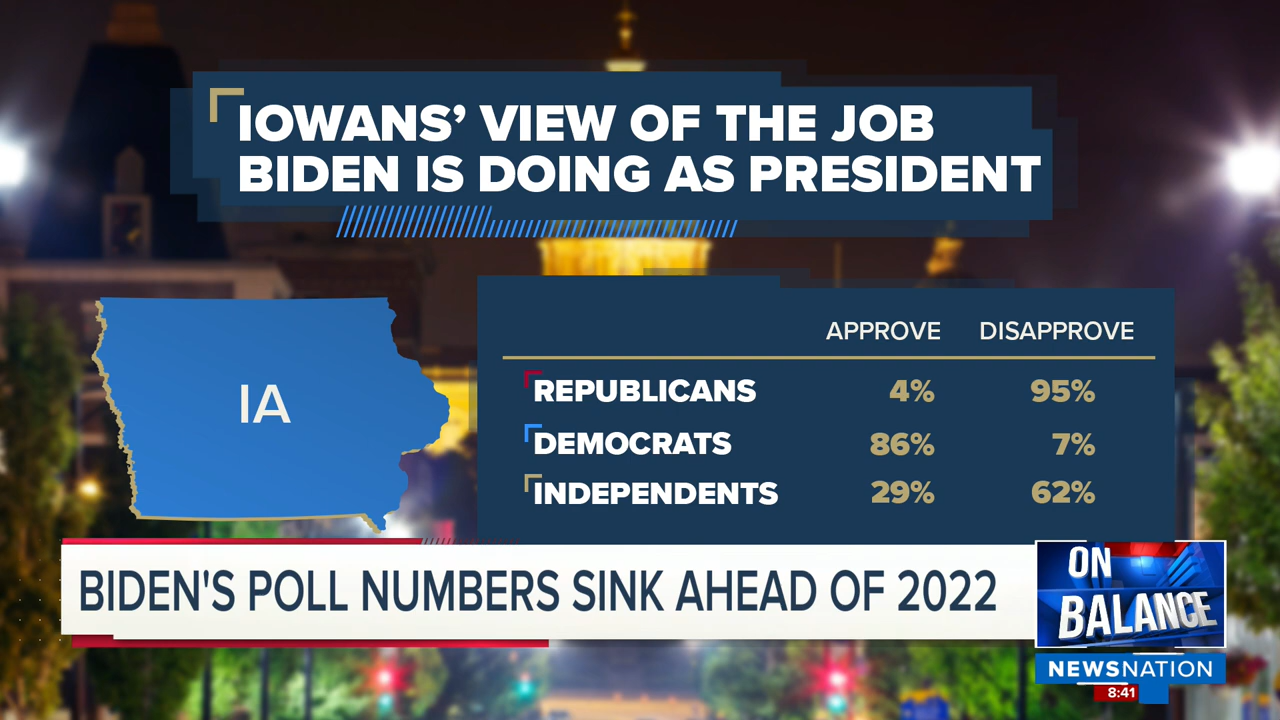 IOWANS’ VIEW OF THE JOB
BIDEN IS DOING AS PRESIDENT
IA
APPROVE DISAPPROVE
REPUBLICANS 4% 95%
DEMOCRATS 86% 7%
INDEPENDENTS 29% 62%
BIDEN'S POLL NUMBERS SINK AHEAD OF 2022
ON
BALANCE
NEWSNATION
8:41